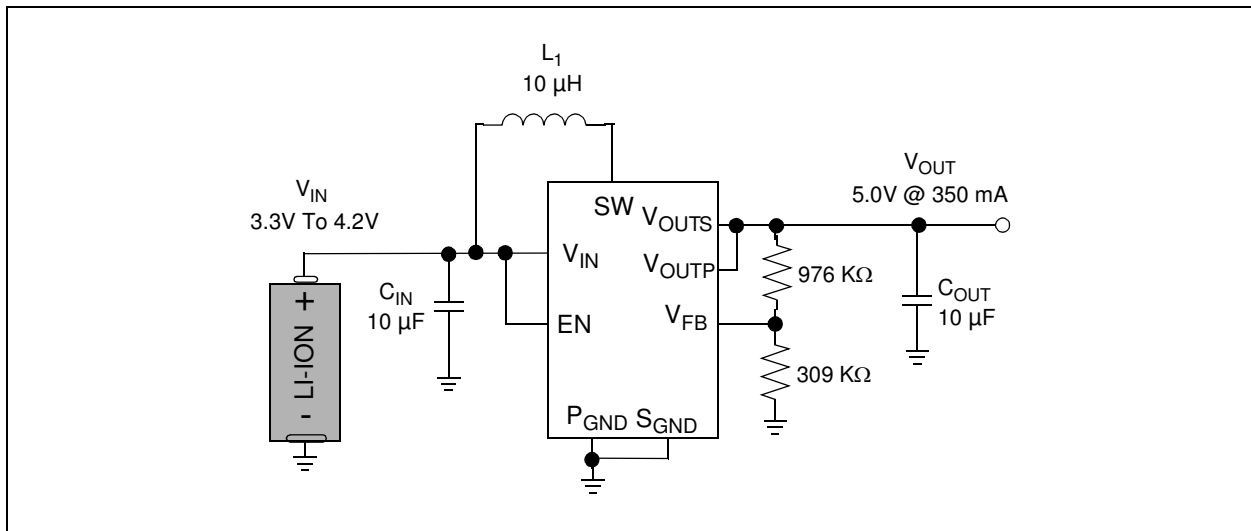 L1
10 µH
VIN
3.3V To 4.2V
VOUT
5.0V @ 350 mA
SW
VOUTS
VIN
VOUTP
976 KΩ
CIN
10 µF
COUT
10 µF
EN
VFB
+
LI-ION
-
309 KΩ
PGND SGND